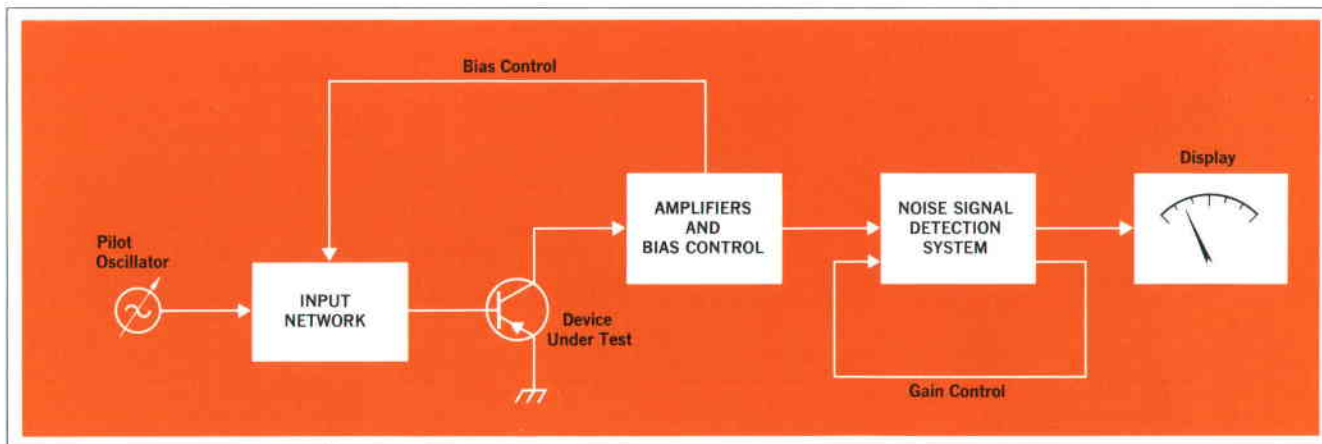 Bias Control
Display
AMPLIFIERS
AND
BIAS CONTROL
NOISE SIGNAL
DETECTION
SYSTEM
Pilot
Oscillator
INPUT
NETWORK
Device
Under Test
Gain Control